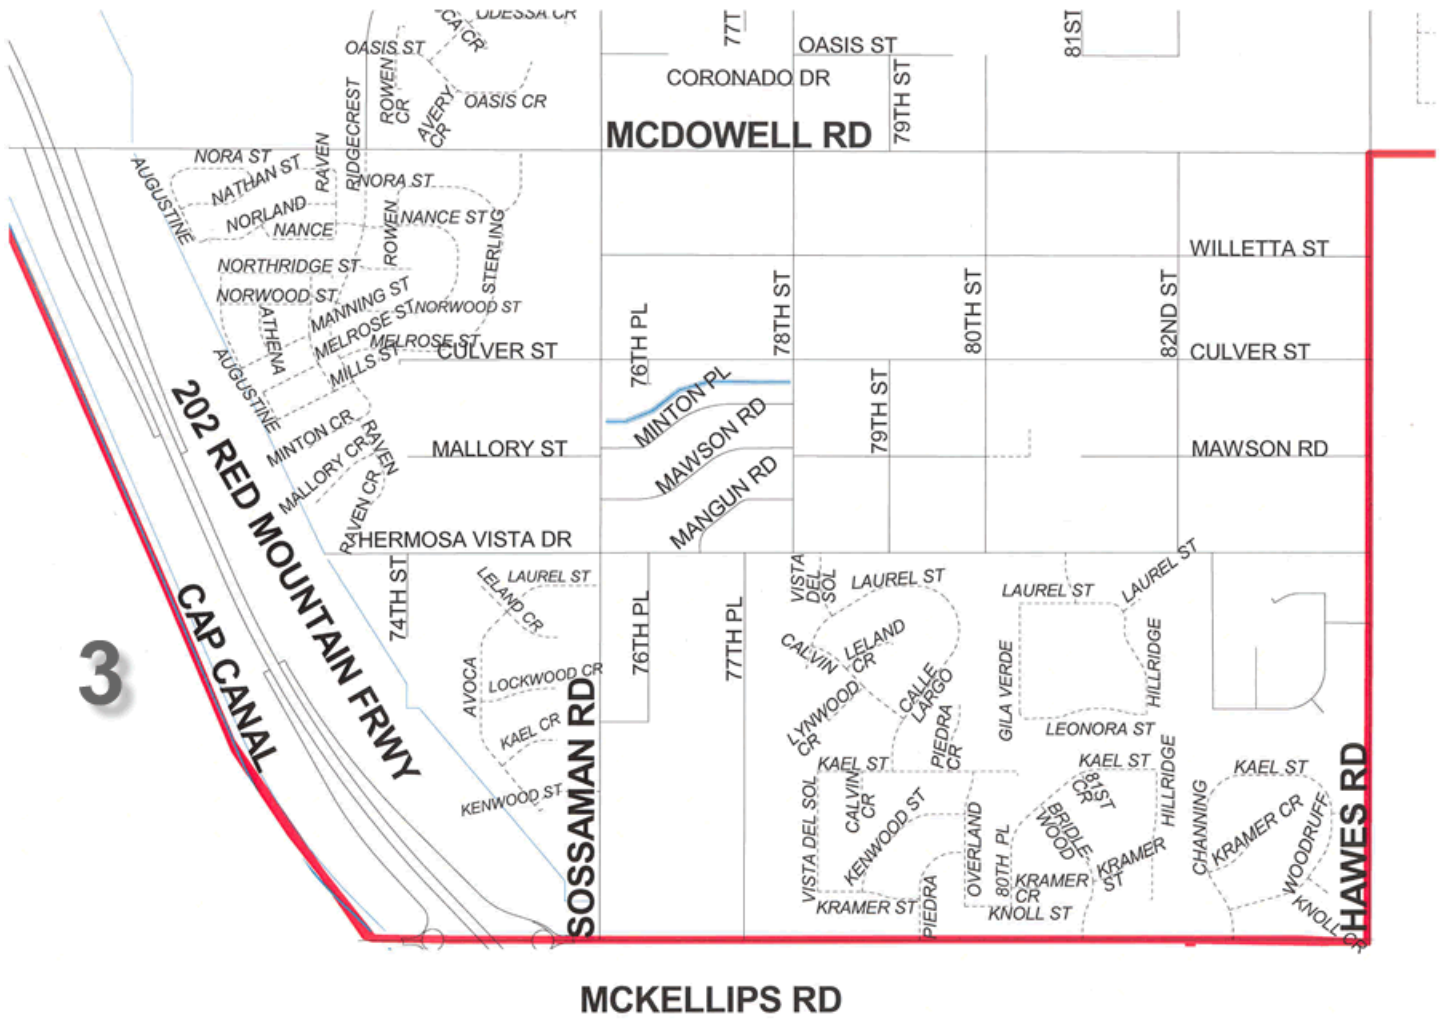 ODESSA CR
CA CR
77T
81ST
OASIS ST
OASIS ST
ROWEN CR
AVERY CR
OASIS CR
CORONADO DR
79TH ST
RIDGECREST
MCDOWELL RD
RAVEN
NORA ST
NATHAN ST
AUGUSTINE
NORLAND
NANCE
NORA ST
ROWEN
NANCE ST
STERLING
WILLETTA ST
NORTHRIDGE ST
NORWOOD ST
MANNING ST
MELROSE ST
NORWOOD ST
ATHENA
MELROSE ST
MILLS ST
CULVER ST
76TH PL
78TH ST
80TH ST
82ND ST
CULVER ST
AUGUSTINE
202 RED MOUNTAIN FRWY
MINTON CR
MALLORY CR
RAVEN
RAVEN CR
MALLORY ST
MINTON PL
MAWSON RD
MANGUN RD
79TH ST
MAWSON RD
HERMOSA VISTA DR
74TH ST
LELAND CR
LAUREL ST
76TH PL
77TH PL
VISTA DEL SOL
LAUREL ST
LAUREL ST
LAUREL ST
CAP CANAL
3
AVOCA
LOCKWOOD CR
KAEL CR
KENWOOD ST
SOSSAMAN RD
CALVIN
LELAND CR
LYNWOOD CR
CALLE LARGO
PIEDRA CR
GILA VERDE
HILLRIDGE
LEONORA ST
KAEL ST
KAEL ST
KAEL ST
VISTA DEL SOL
CALVIN CR
KENWOOD ST
OVERLAND
80TH PL
81ST CR
BRIDLE WOOD
HILLRIDGE
KRAMER ST
KRAMER CR
KNOLL ST
KRAMER ST
PIEDRA
CHANNING
KRAMER CR
WOODRUFF
KNOLL CR
HAWES RD
MCKELLIPS RD